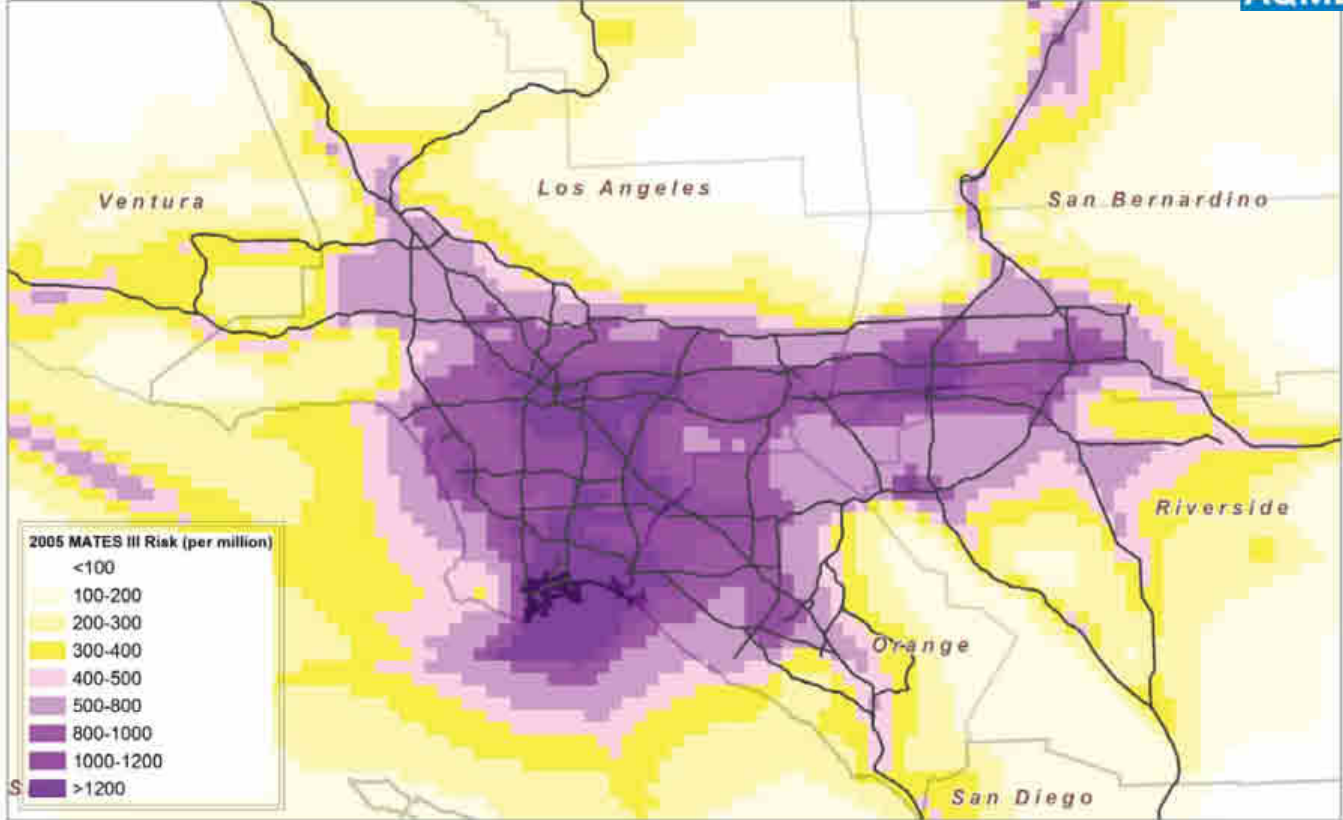 Ventura
Los Angeles
San Bernardino
Riverside
Orange
San Diego
2005 MATES III Risk (per million)
<100
100-200
200-300
300-400
400-500
500-800
800-1000
1000-1200
>1200